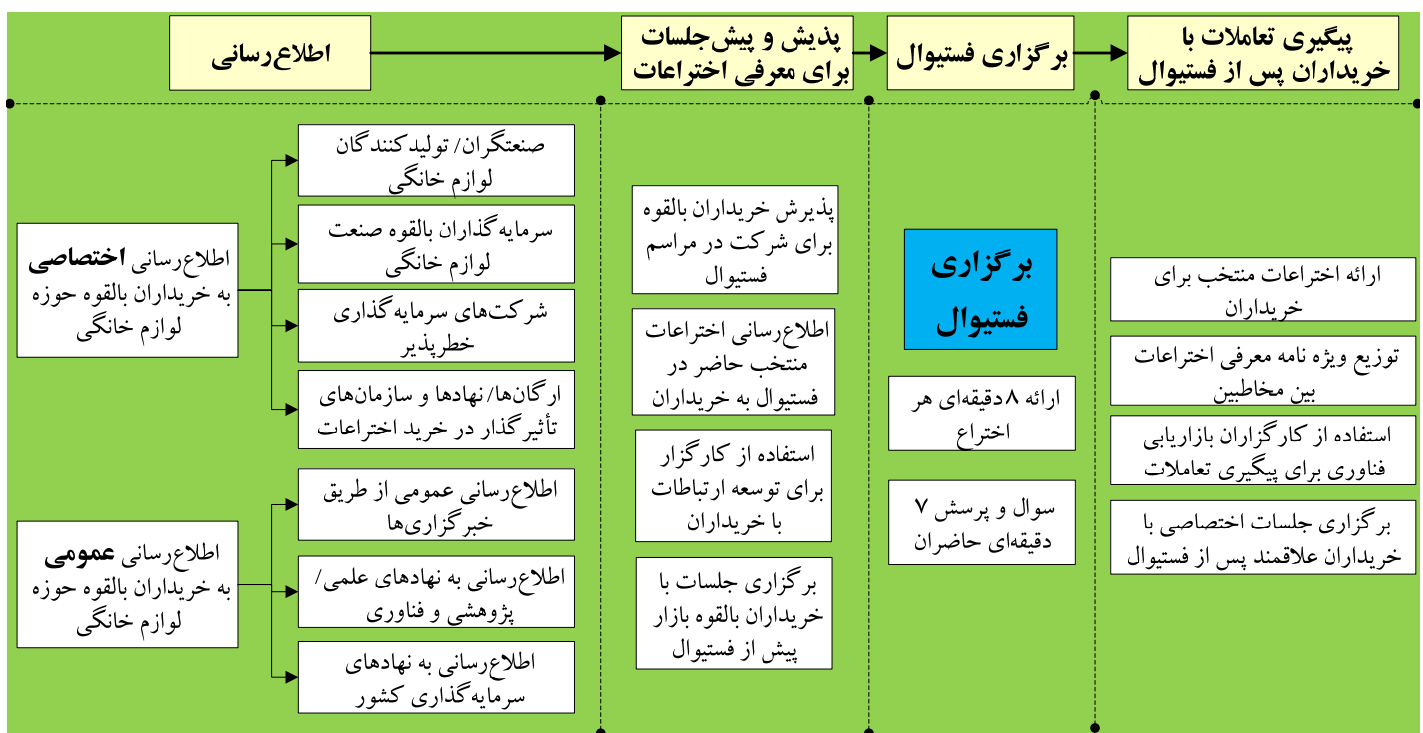 اطلاع‌رسانی
پذیش و پیش‌جلسات
برای معرفی اختراعات
برگزاری فستیوال
پیگیری تعاملات با
خریداران پس از فستیوال
اطلاع‌رسانی اختصاصی
به خریداران بالقوه حوزه
لوازم خانگی
صنعتگران/ تولیدکنندگان
لوازم خانگی
سرمایه‌گذاران بالقوه صنعت
لوازم خانگی
شرکت‌های سرمایه‌گذاری
خطرپذیر
ارگان‌ها/ نهادها و سازمان‌های
تأثیرگذار در خرید اختراعات
اطلاع‌رسانی عمومی
به خریداران بالقوه حوزه
لوازم خانگی
اطلاع‌رسانی عمومی از طریق
خبرگزاری‌ها
اطلاع‌رسانی به نهادهای علمی/
پژوهشی و فناوری
اطلاع‌رسانی به نهادهای
سرمایه‌گذاری کشور
پذیرش خریداران بالقوه
برای شرکت در مراسم
فستیوال
اطلاع‌رسانی اختراعات
منتخب حاضر در
فستیوال به خریداران
استفاده از کارگزار
برای توسعه ارتباطات
با خریداران
برگزاری جلسات با
خریداران بالقوه بازار
پیش از فستیوال
برگزاری
فستیوال
ارائه ۸دقیقه‌ای هر
اختراع
سوال و پرسش ۷
دقیقه‌ای حاضران
ارائه اختراعات منتخب برای
خریداران
توزیع ویژه نامه معرفی اختراعات
بین مخاطبین
استفاده از کارگزاران بازاریابی
فناوری برای پیگیری تعاملات
برگزاری جلسات اختصاصی با
خریداران علاقمند پس از فستیوال